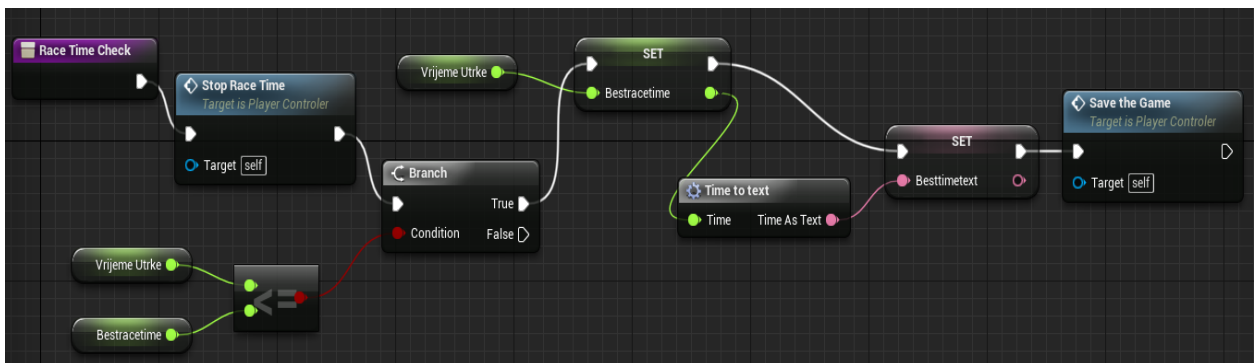 Race Time Check
Stop Race Time
Target is Player Controler
Target self
Vrijeme Utrke
Bestracetime
<=
Branch
True
Condition False
Vrijeme Utrke
SET
Bestracetime
Time to text
Time Time As Text
SET
Besttimetext
Save the Game
Target is Player Controler
Target self